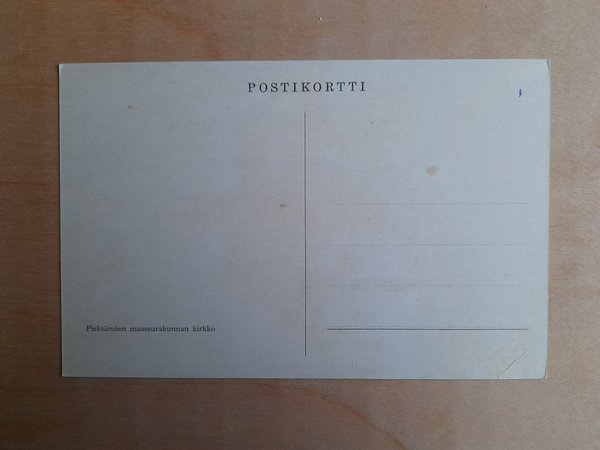 POSTIKORTTI
Pieksämäen maaseurakunnan kirkko